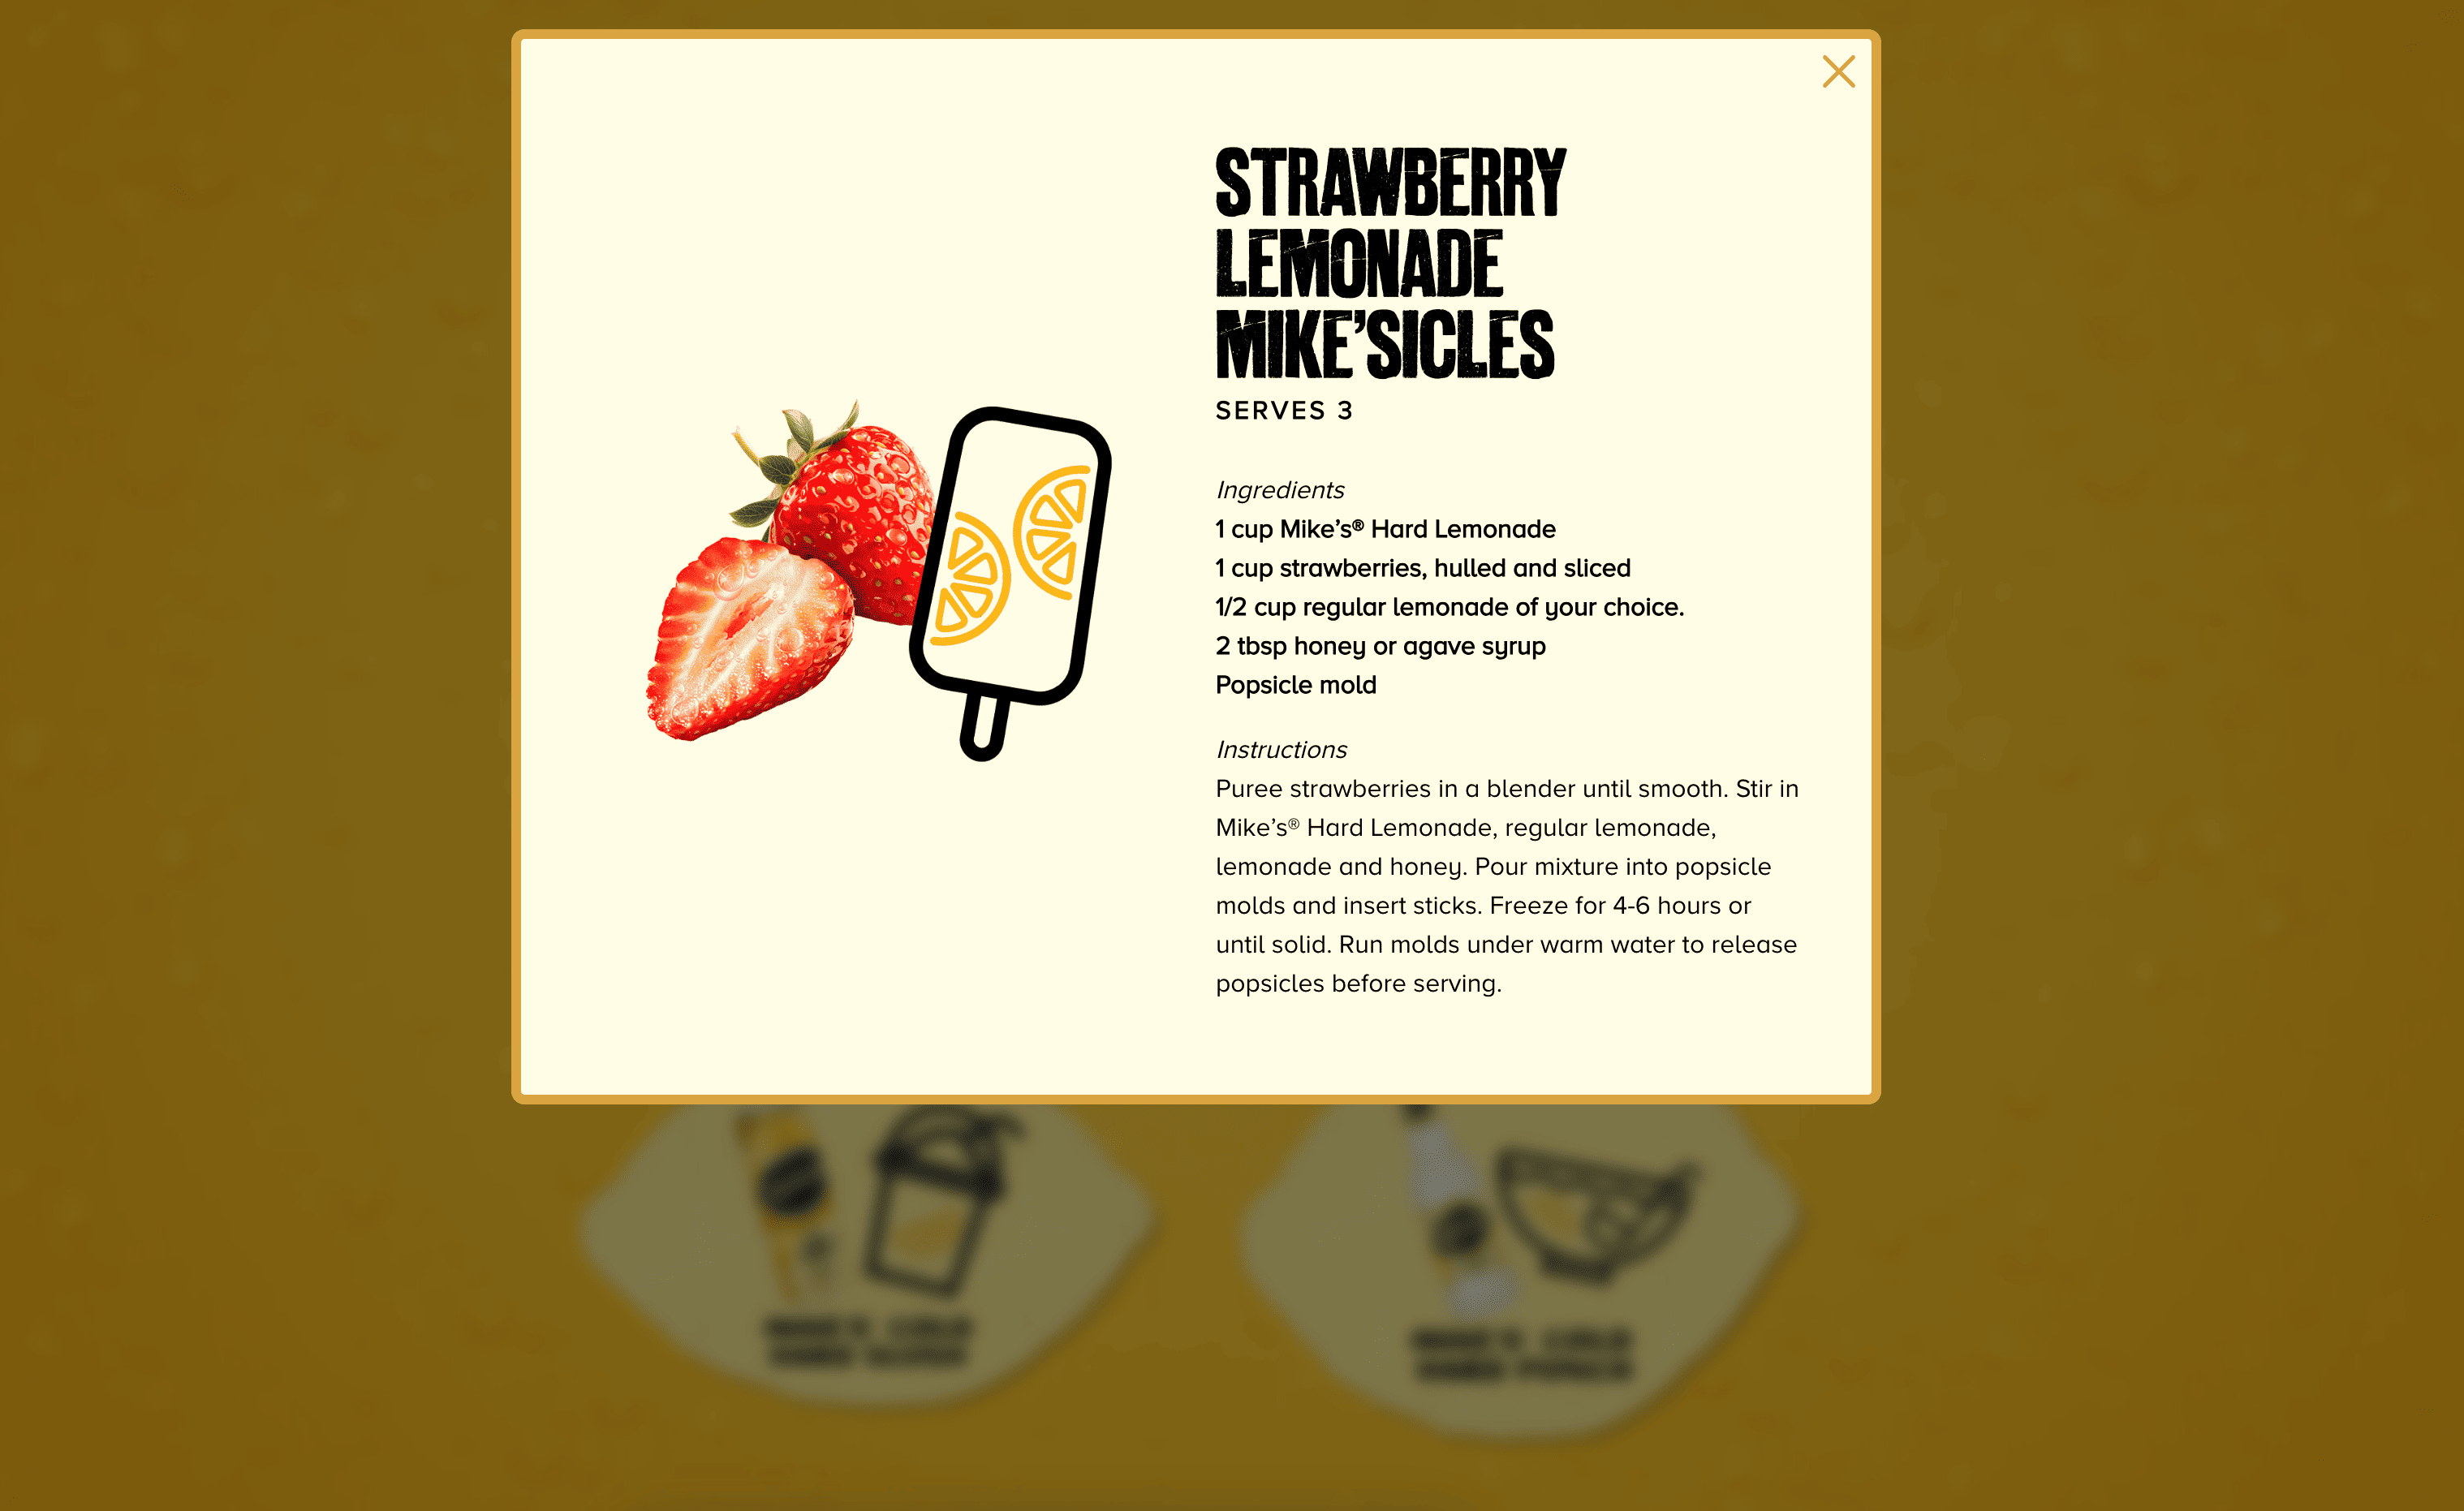 STRAWBERRY
LEMONADE
MIKE’SICLES
SERVES 3
Ingredients
1 cup Mike’s® Hard Lemonade
1 cup strawberries, hulled and sliced
1/2 cup regular lemonade of your choice.
2 tbsp honey or agave syrup
Popsicle mold
Instructions
Puree strawberries in a blender until smooth. Stir in
Mike’s® Hard Lemonade, regular lemonade,
lemonade and honey. Pour mixture into popsicle
molds and insert sticks. Freeze for 4-6 hours or
until solid. Run molds under warm water to release
popsicles before serving.